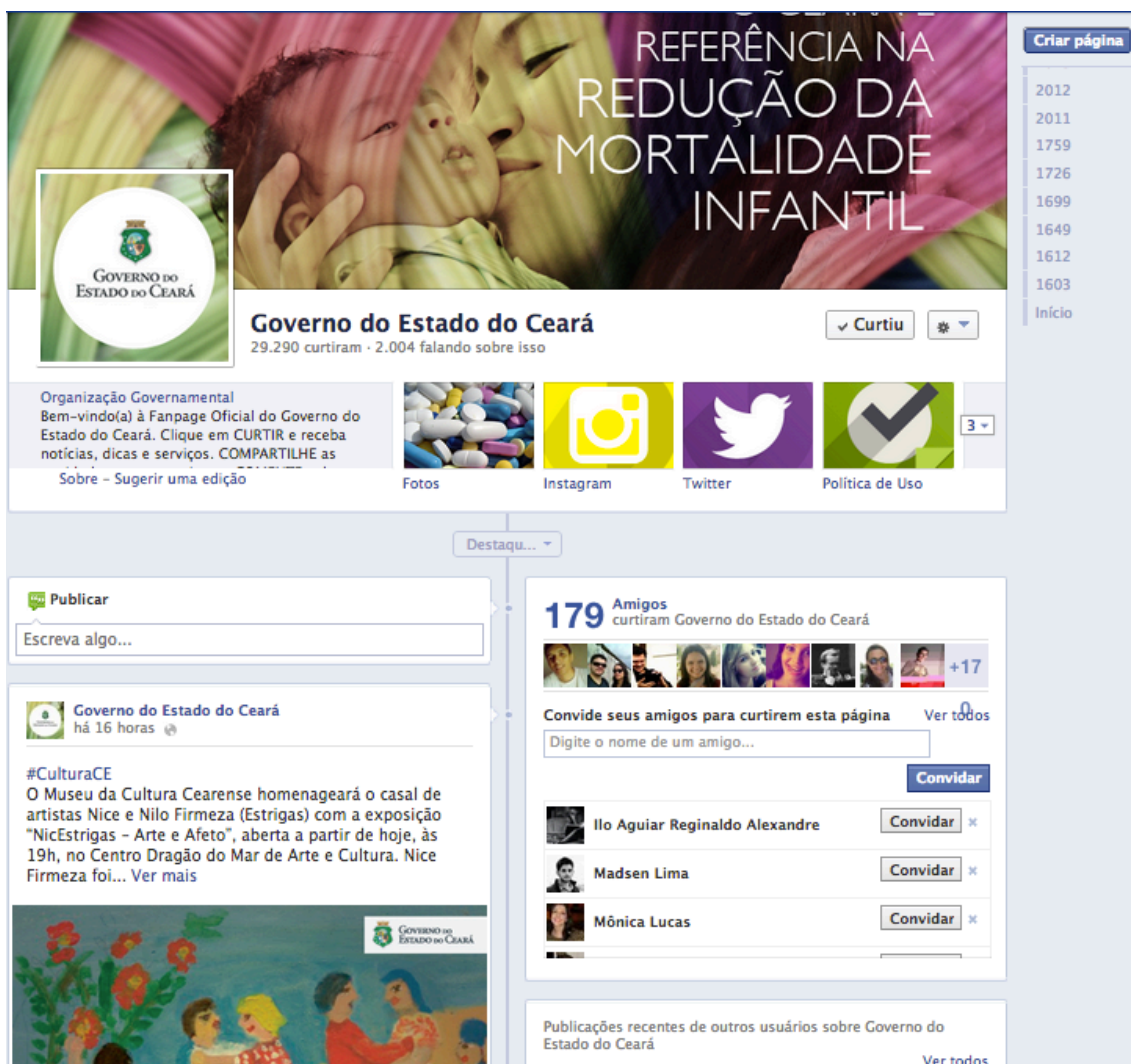 O CEARÁ É
REFERÊNCIA NA
REDUÇÃO DA
MORTALIDADE
INFANTIL
GOVERNO DO
ESTADO DO CEARÁ
Governo do Estado do Ceará
29.290 curtiram · 2.004 falando sobre isso
Curtiu
Organização Governamental
Bem-vindo(a) à Fanpage Oficial do Governo do
Estado do Ceará. Clique em CURTIR e receba
notícias, dicas e serviços. COMPARTILHE as
Sobre – Sugerir uma edição
Fotos
Instagram
Twitter
Política de Uso
3
Criar página
2012
2011
1759
1726
1699
1649
1612
1603
Início
Destaqu...
Publicar
Escreva algo...
Governo do Estado do Ceará
há 16 horas
#CulturaCE
O Museu da Cultura Cearense homenageará o casal de
artistas Nice e Nilo Firmeza (Estrigas) com a exposição
"NicEstrigas – Arte e Afeto", aberta a partir de hoje, às
19h, no Centro Dragão do Mar de Arte e Cultura. Nice
Firmeza foi... Ver mais
GOVERNO DO
ESTADO DO CEARÁ
179 Amigos
curtiram Governo do Estado do Ceará
+17
0
Convide seus amigos para curtirem esta página Ver todos
Digite o nome de um amigo...
Convidar
Ilo Aguiar Reginaldo Alexandre Convidar
Madsen Lima Convidar
Mônica Lucas Convidar
Publicações recentes de outros usuários sobre Governo do
Estado do Ceará
Ver todos